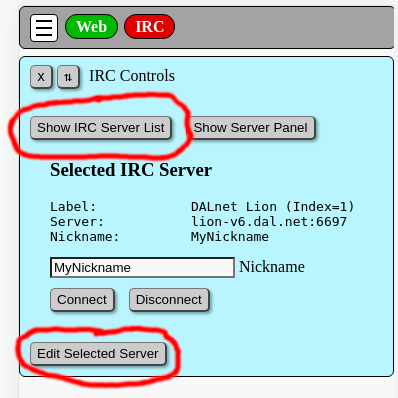 Web IRC
X ⇅ IRC Controls
Show IRC Server List Show Server Panel
Selected IRC Server
Label: DALnet Lion (Index=1)
Server: lion-v6.dal.net:6697
Nickname: MyNickname
MyNickname Nickname
Connect Disconnect
Edit Selected Server